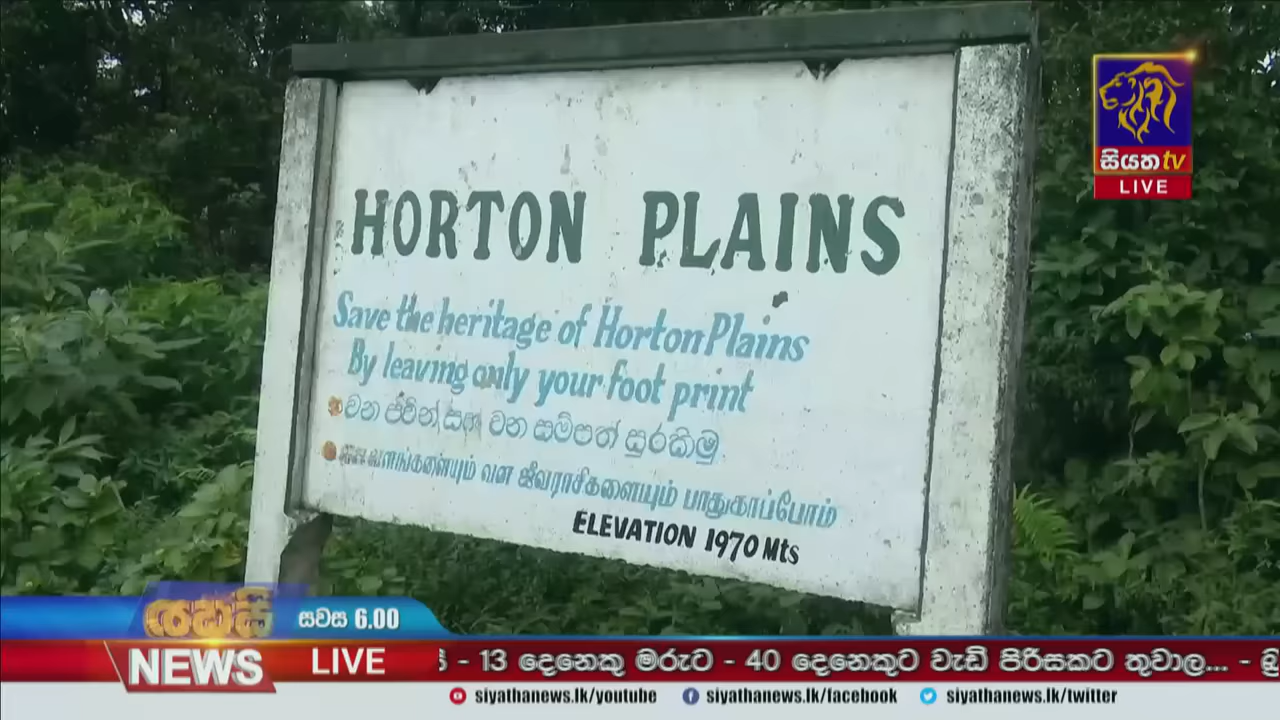 HORTON PLAINS
Save the heritage of Horton Plains
By leaving only your foot print
වන ජීවීන් සහ වන සම්පත් සුරකිමු
வன ஜீவராசிகளையும் பாதுகாப்போம்
ELEVATION 1970 Mts
සියත tv
LIVE
සවස 6.00
NEWS LIVE
- 13 දෙනෙකු මරුට - 40 දෙනෙකුට වැඩි පිරිසකට තුවාල... -
siyathanews.lk/youtube siyathanews.lk/facebook siyathanews.lk/twitter